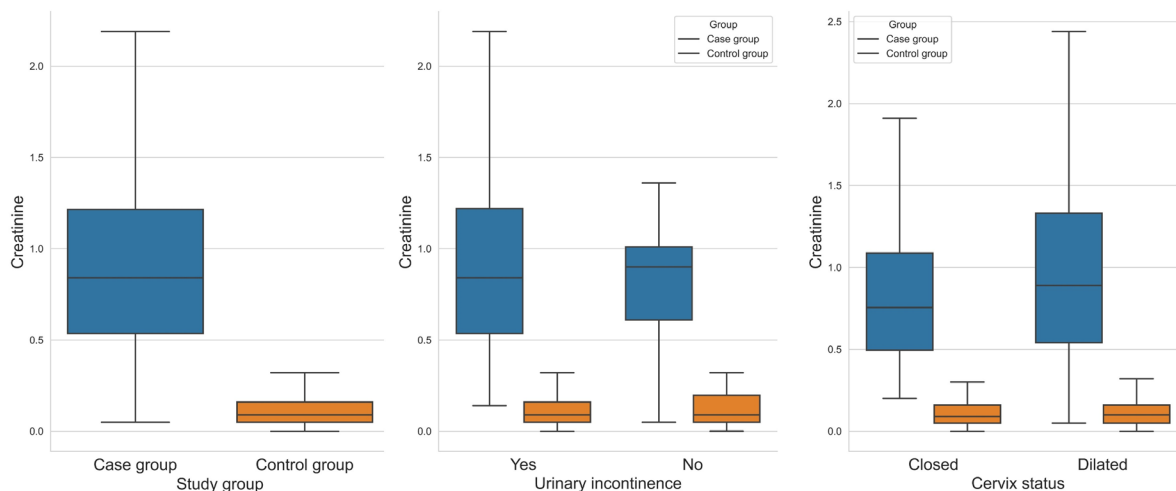 Creatinine
2.0
1.5
1.0
0.5
0.0
Case group
Control group
Study group
Creatinine
2.0
1.5
1.0
0.5
0.0
Group
Case group
Control group
Yes
No
Urinary incontinence
Creatinine
2.5
2.0
1.5
1.0
0.5
0.0
Group
Case group
Control group
Closed
Dilated
Cervix status